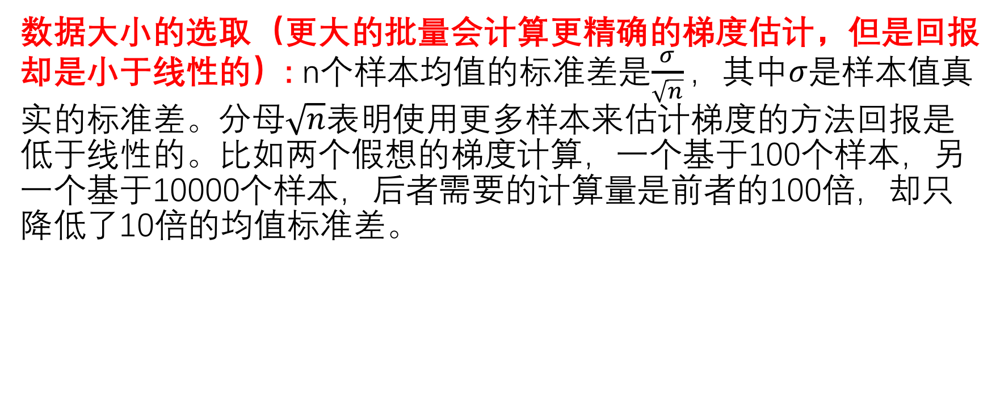 数据大小的选取（更大的批量会计算更精确的梯度估计，但是回报
却是小于线性的）：n个样本均值的标准差是$\frac{\sigma}{\sqrt{n}}$，其中σ是样本值真
实的标准差。分母$\sqrt{n}$表明使用更多样本来估计梯度的方法回报是
低于线性的。比如两个假想的梯度计算，一个基于100个样本，另
一个基于10000个样本，后者需要的计算量是前者的100倍，却只
降低了10倍的均值标准差。